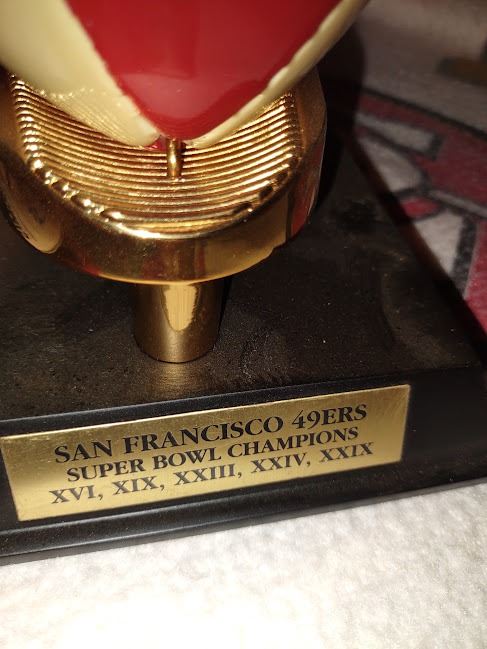 SAN FRANCISCO 49ERS
SUPER BOWL CHAMPIONS
XVI, XIX, XXIII, XXIV, XXIX